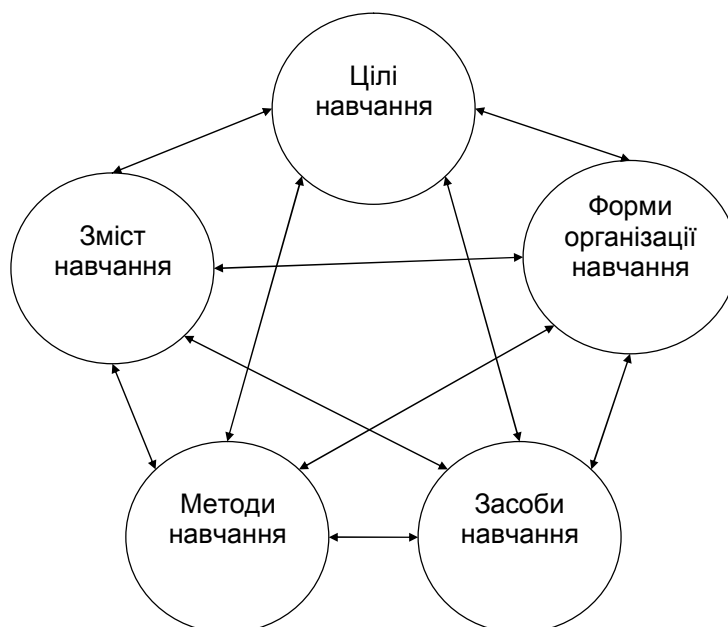 Цілі
навчання
Зміст
навчання
Форми
організації
навчання
Методи
навчання
Засоби
навчання